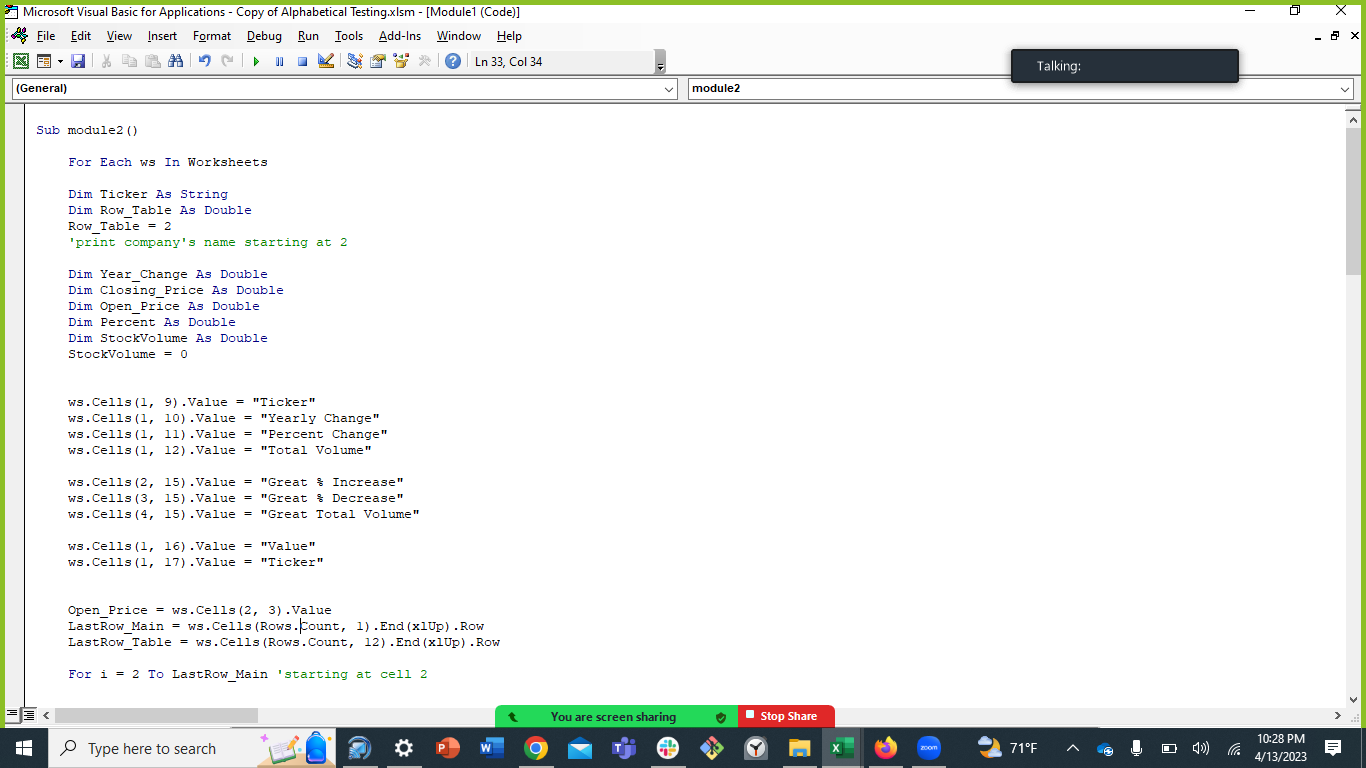 Microsoft Visual Basic for Applications - Copy of Alphabetical Testing.xlsm - [Module1 (Code)]
File Edit View Insert Format Debug Run Tools Add-Ins Window Help
Ln 33, Col 34
Talking:
(General) module2
Sub module2()
For Each ws In Worksheets
Dim Ticker As String
Dim Row_Table As Double
Row_Table = 2
'print company's name starting at 2
Dim Year_Change As Double
Dim Closing_Price As Double
Dim Open_Price As Double
Dim Percent As Double
Dim StockVolume As Double
StockVolume = 0
ws.Cells(1, 9).Value = "Ticker"
ws.Cells(1, 10).Value = "Yearly Change"
ws.Cells(1, 11).Value = "Percent Change"
ws.Cells(1, 12).Value = "Total Volume"
ws.Cells(2, 15).Value = "Great % Increase"
ws.Cells(3, 15).Value = "Great % Decrease"
ws.Cells(4, 15).Value = "Great Total Volume"
ws.Cells(1, 16).Value = "Value"
ws.Cells(1, 17).Value = "Ticker"
Open_Price = ws.Cells(2, 3).Value
LastRow_Main = ws.Cells(Rows.Count, 1).End(xlUp).Row
LastRow_Table = ws.Cells(Rows.Count, 12).End(xlUp).Row
For i = 2 To LastRow_Main 'starting at cell 2
You are screen sharing Stop Share
Type here to search
zoom
71°F
10:28 PM
4/13/2023